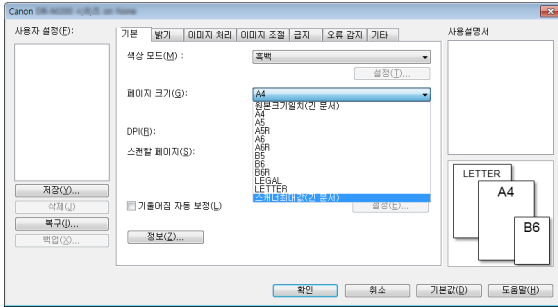 Canon
사용자 설정(F):
기본 밝기 이미지 처리 이미지 조절 급지 오류 감지 기타
사용설명서
색상 모드(M) :
흑백
설정(T)...
페이지 크기(G):
A4
원본크기일치(긴 문서)
A4
A5
A5R
A6
A6R
B5
B6
B6R
LEGAL
LETTER
스캐너최대값(긴 문서)
DPI(R):
스캔할 페이지(S):
기울어짐 자동 보정(L)
설정(E)...
정보(Z)...
저장(Y)...
삭제(J)
복구(I)...
백업(X)...
LETTER
A4
B6
확인
취소
기본값(D)
도움말(H)